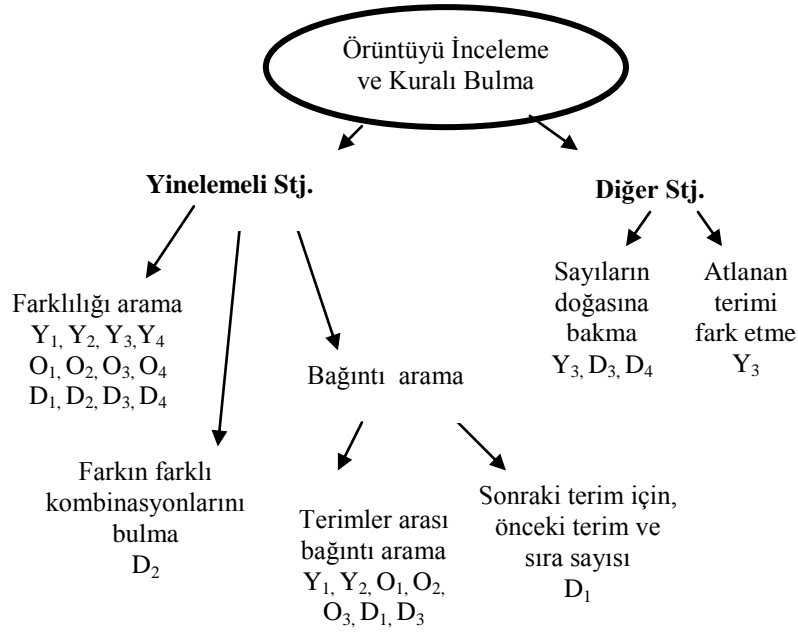 Örüntüyü İnceleme
ve Kuralı Bulma
Yinelemeli Stj.
Diğer Stj.
Farklılığı arama
Y₁, Y₂, Y₃, Y₄
O₁, O₂, O₃, O₄
D₁, D₂, D₃, D₄
Farkın farklı
kombinasyonlarını
bulma
D₂
Bağıntı arama
Terimler arası
bağıntı arama
Y₁, Y₂, O₁, O₂,
O₃, D₁, D₃
Sonraki terim için,
önceki terim ve
sıra sayısı
D₁
Sayıların
doğasına
bakma
Y₃, D₃, D₄
Atlanan
terimi
fark etme
Y₃